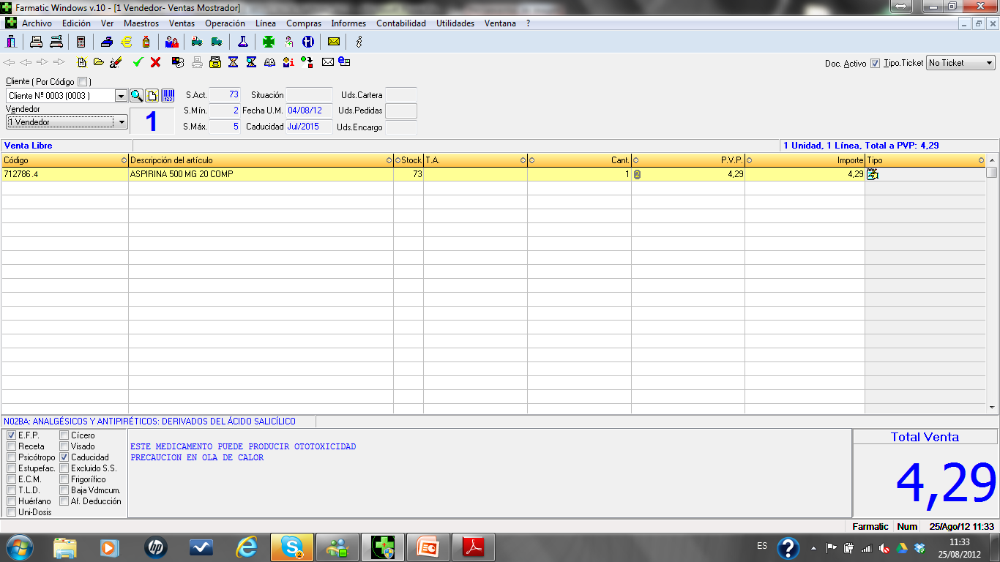 Farmatic Windows v.10 - [1 Vendedor- Ventas Mostrador]
Archivo Edición Ver Maestros Ventas Operación Línea Compras Informes Contabilidad Utilidades Ventana ?
Doc. Activo Tipo.Ticket No Ticket
Cliente ( Por Código )
Cliente Nº 0003 (0003 )
123
Vendedor
1 Vendedor
1
S.Act. 73 Situación Uds.Cartera
S.Mín. 2 Fecha U.M. 04/08/12 Uds.Pedidas
S.Máx. 5 Caducidad Jul/2015 Uds.Encargo
Venta Libre 1 Unidad, 1 Línea, Total a PVP: 4,29
Código Descripción del artículo Stock T.A. Cant. P.V.P. Importe Tipo
712786.4 ASPIRINA 500 MG 20 COMP 73 1 2 4,29 4,29
N02BA: ANALGÉSICOS Y ANTIPIRÉTICOS: DERIVADOS DEL ÁCIDO SALICÍLICO
E.F.P. Cícero
Receta Visado
Psicótropo Caducidad
Estupefac. Excluido S.S.
E.C.M. Frigorífico
T.L.D. Baja Vdmcum.
Huérfano Af. Deducción
Uni-Dosis
ESTE MEDICAMENTO PUEDE PRODUCIR OTOTOXICIDAD
PRECAUCION EN OLA DE CALOR
Total Venta
4,29
Farmatic Num 25/Ago/12 11:33
hp
S
2
ES
?
11:33
25/08/2012